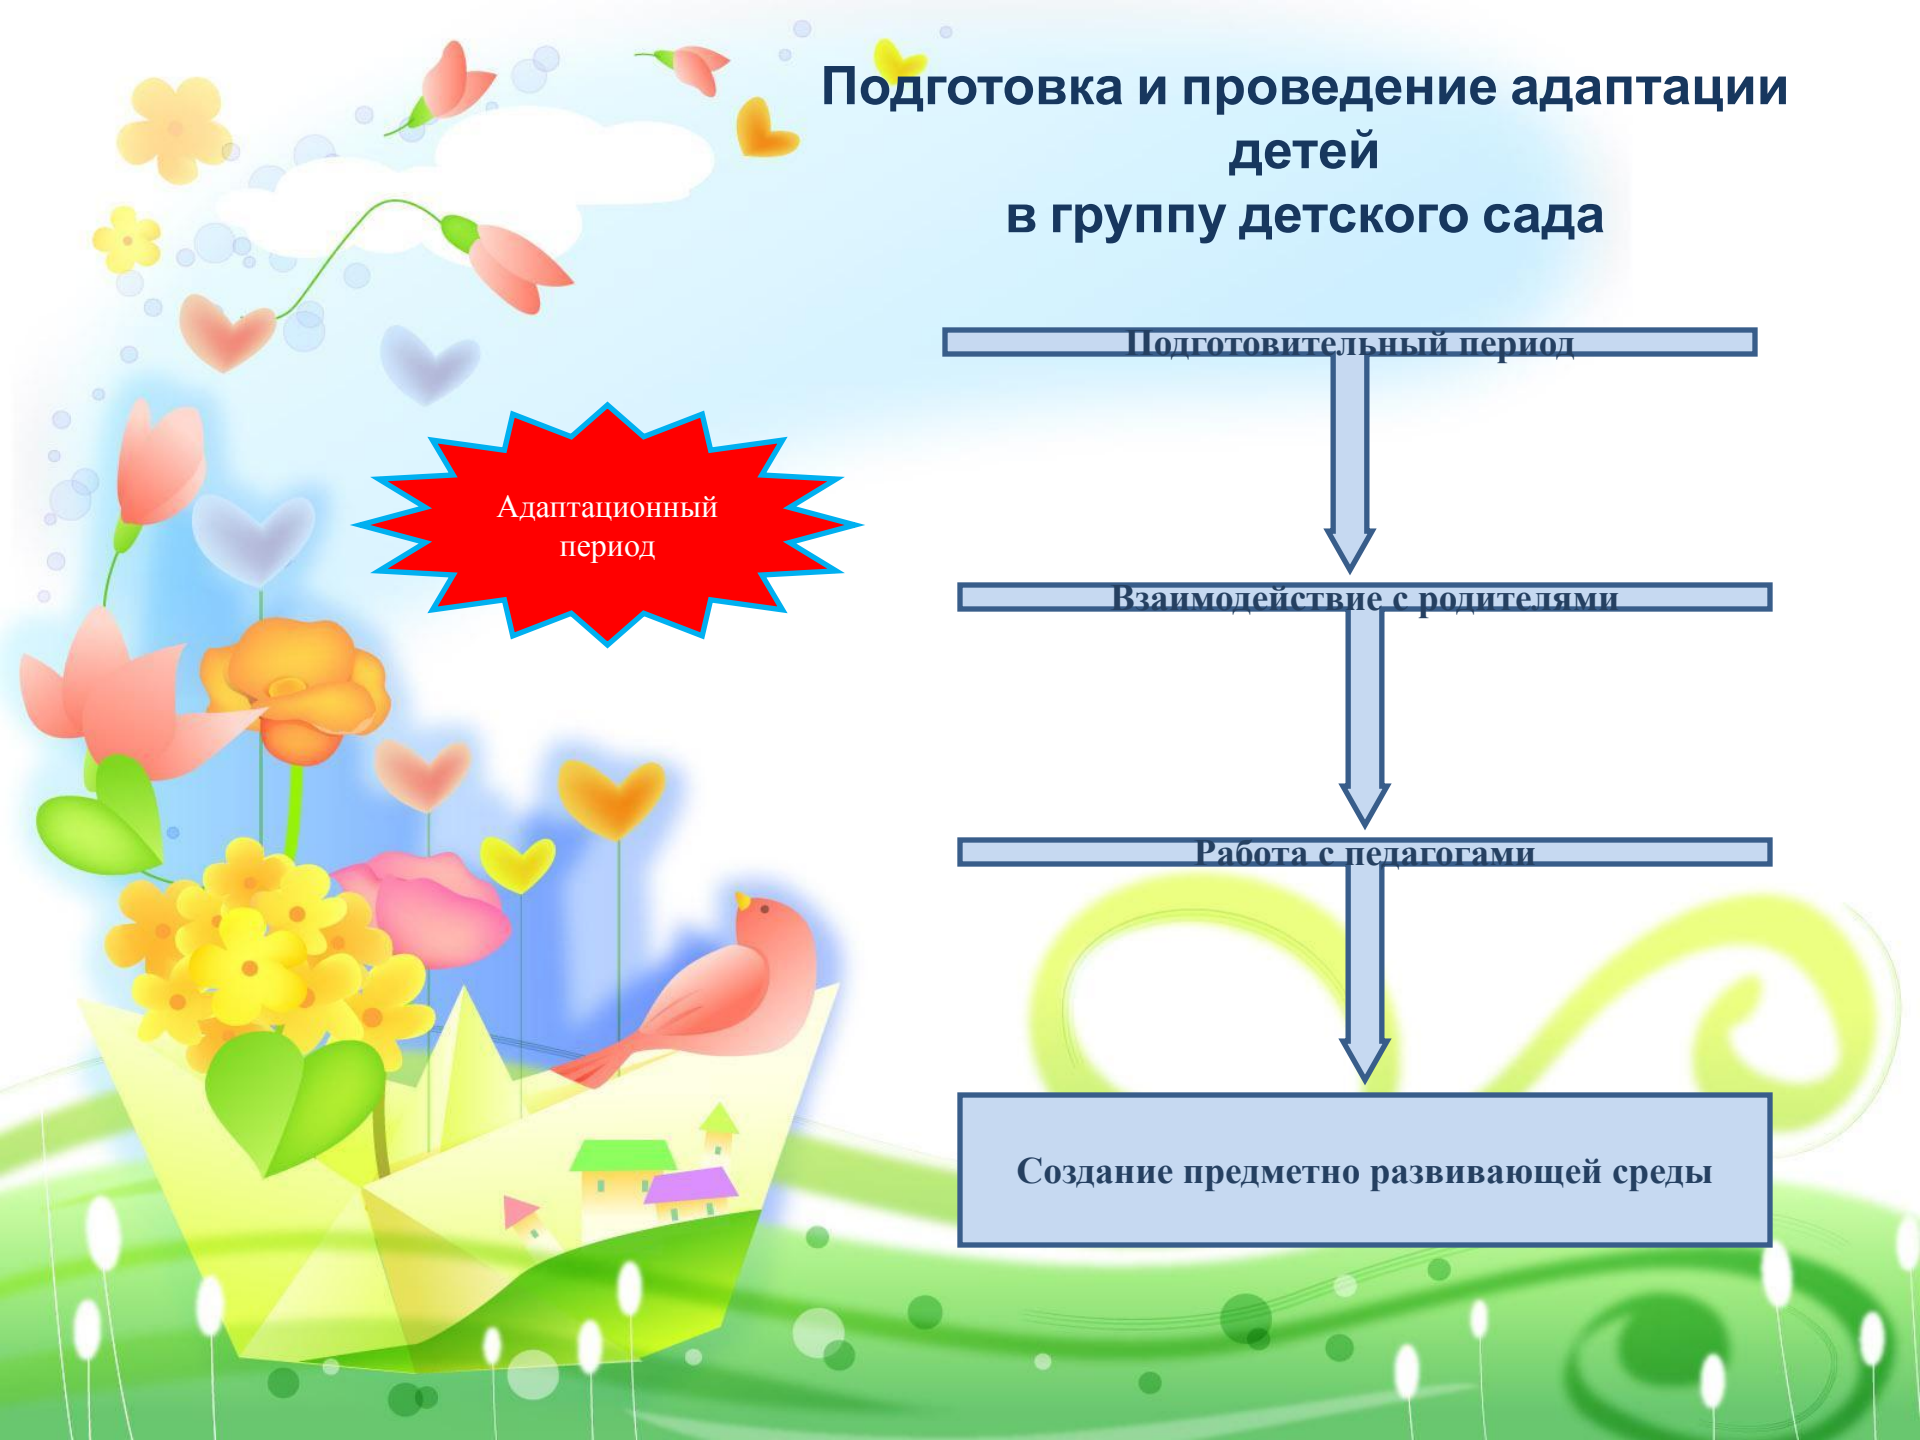 Подготовка и проведение адаптации
детей
в группу детского сада
Подготовительный период
Адаптационный
период
Взаимодействие с родителями
Работа с педагогами
Создание предметно развивающей среды